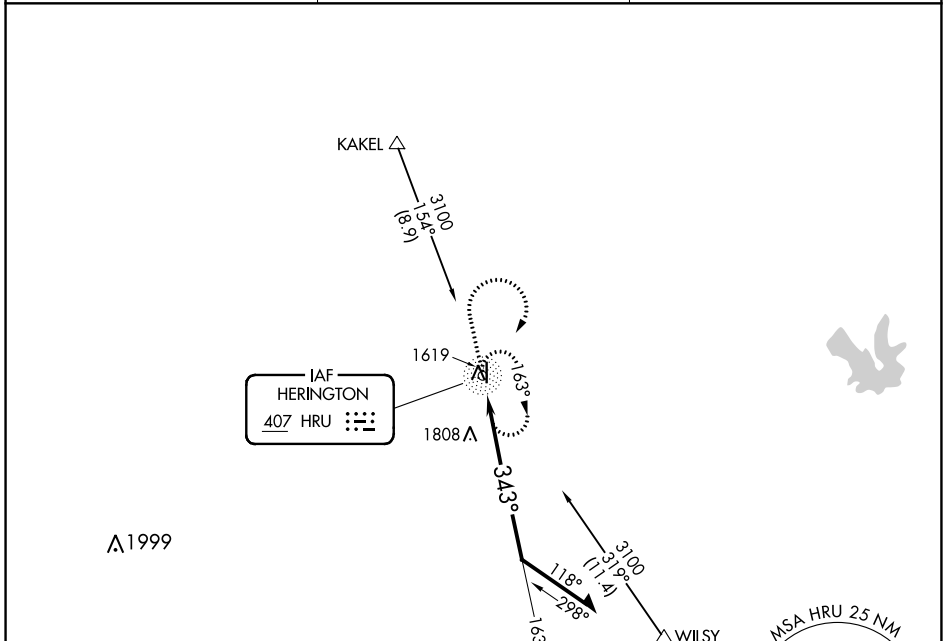 KAKEL
3100
154°
(8.9)
1619
163°
IAF
HERINGTON
407 HRU
1808
343°
1999
3100
319°
(11.4)
118°
298°
163
WILSY
MSA HRU 25 NM